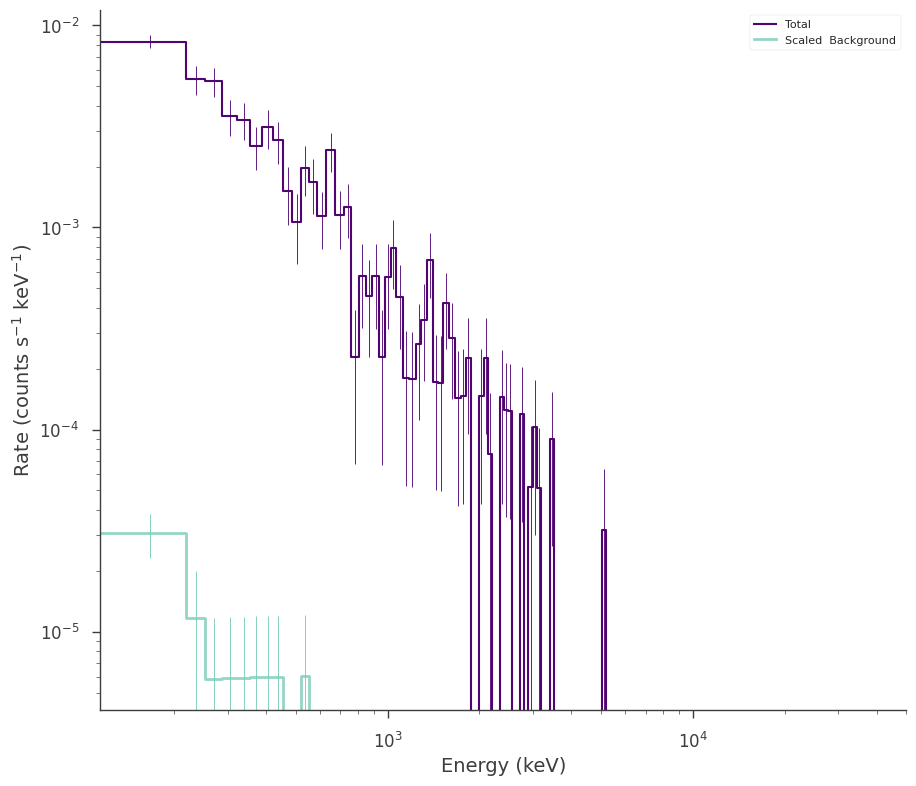 Total
Scaled  Background
10⁻²
10⁻³
10⁻⁴
10⁻⁵
Rate (counts s⁻¹ keV⁻¹)
10³
10⁴
Energy (keV)